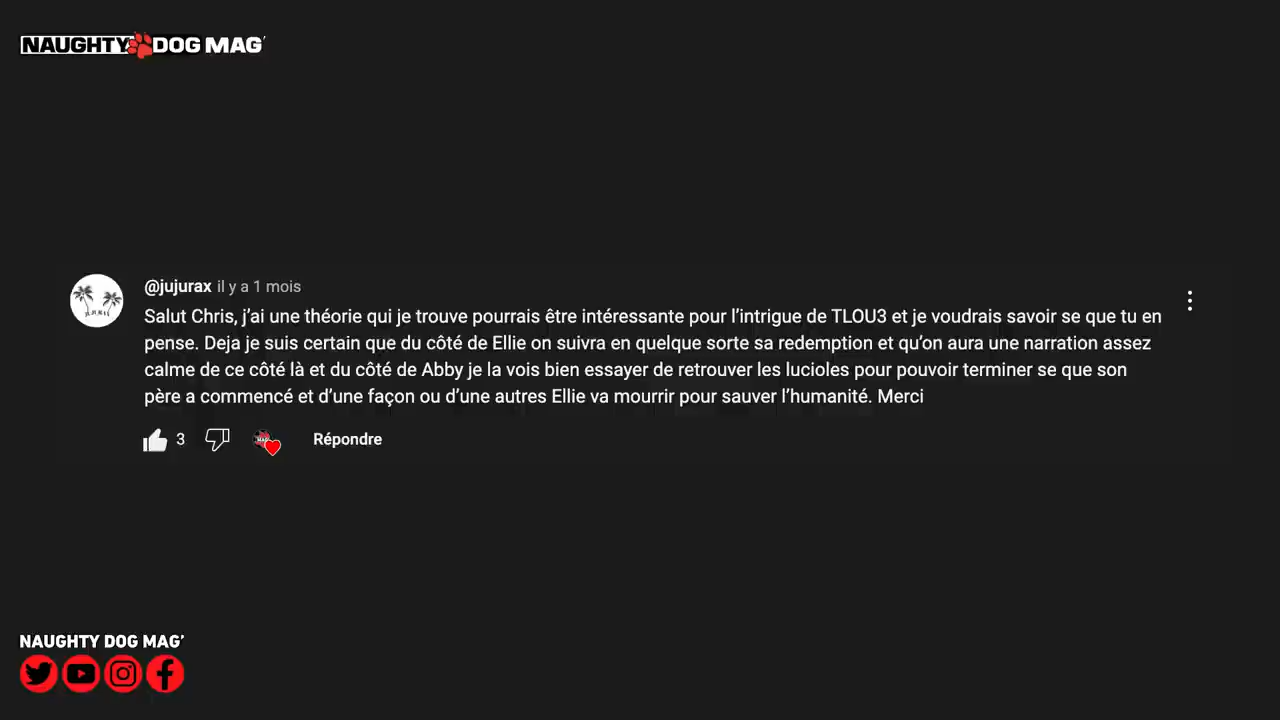 NAUGHTY DOG MAG'
@jujurax il y a 1 mois
Salut Chris, j'ai une théorie qui je trouve pourrais être intéressante pour l'intrigue de TLOU3 et je voudrais savoir se que tu en
pense. Deja je suis certain que du côté de Ellie on suivra en quelque sorte sa redemption et qu'on aura une narration assez
calme de ce côté là et du côté de Abby je la vois bien essayer de retrouver les lucioles pour pouvoir terminer se que son
père a commencé et d'une façon ou d'une autres Ellie va mourrir pour sauver l'humanité. Merci
3 Répondre
NAUGHTY DOG MAG'